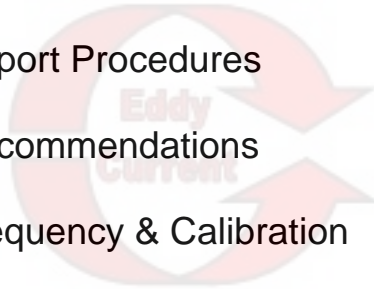 port Procedures
Eddy
commendations
Current
equency & Calibration